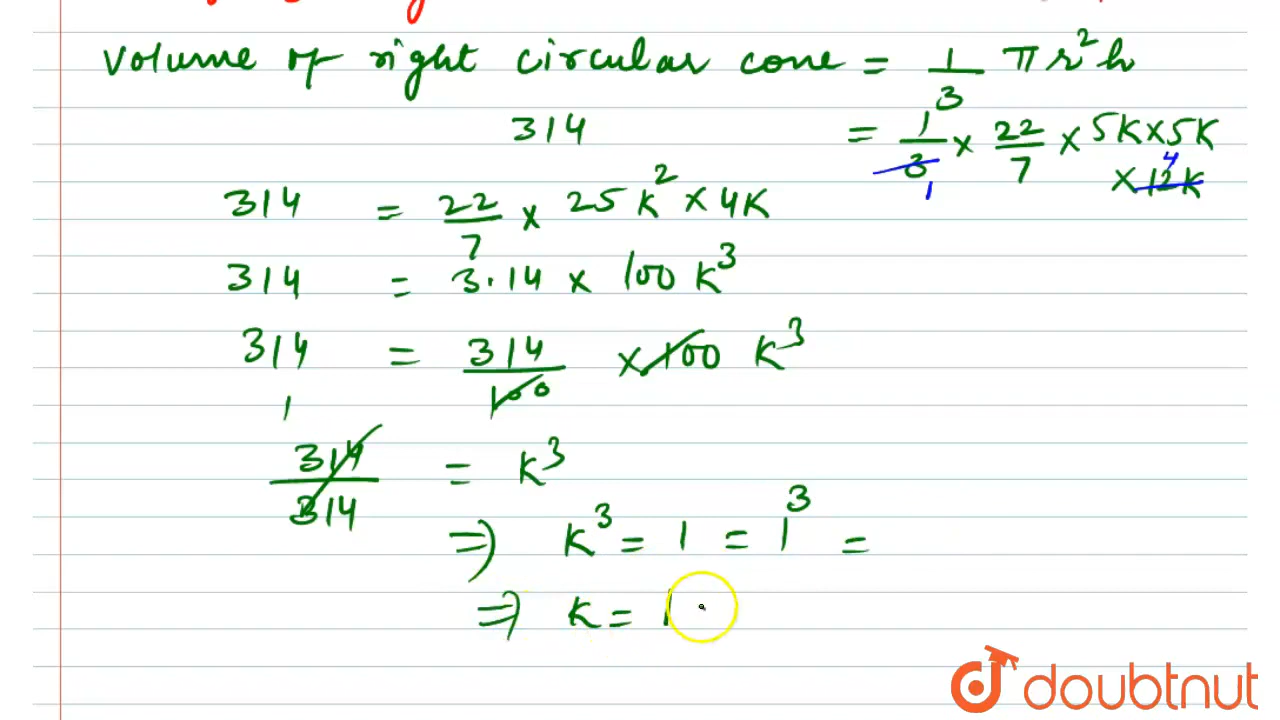 Volume of right circular cone = 1/3 πr²h
314 = 1/3 × 22/7 × 5K×5K
1 × 12K 4
314 = 22/7 × 25K² × 4K
314 = 3.14 × 100 K³
314 = 314/100 × 100 K³
1
314/314 = K³
⇒ K³ = 1 = 1³ =
⇒ K = 1
doubtnut